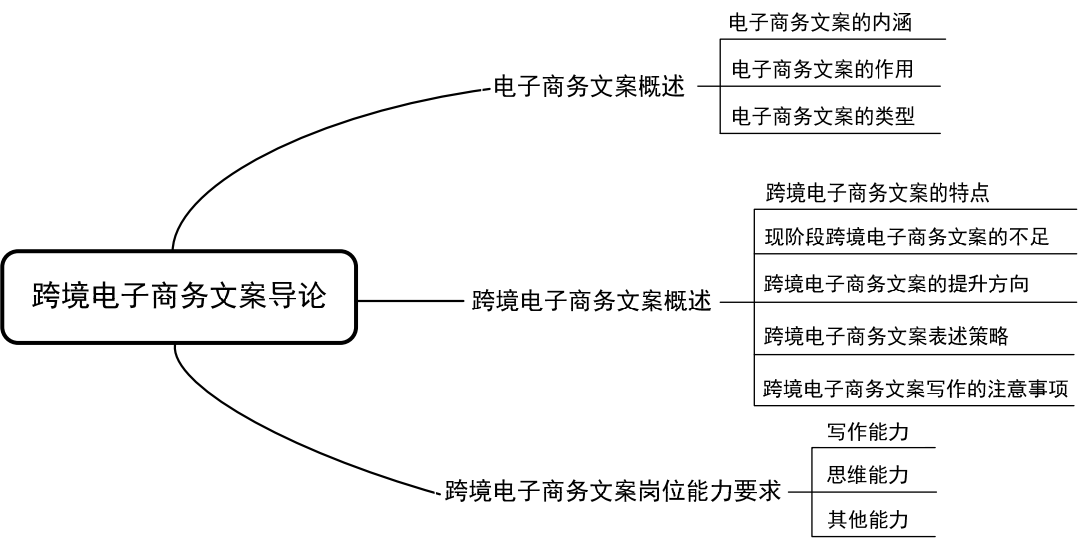 跨境电子商务文案导论
电子商务文案概述
电子商务文案的内涵
电子商务文案的作用
电子商务文案的类型
跨境电子商务文案概述
跨境电子商务文案的特点
现阶段跨境电子商务文案的不足
跨境电子商务文案的提升方向
跨境电子商务文案表述策略
跨境电子商务文案写作的注意事项
跨境电子商务文案岗位能力要求
写作能力
思维能力
其他能力